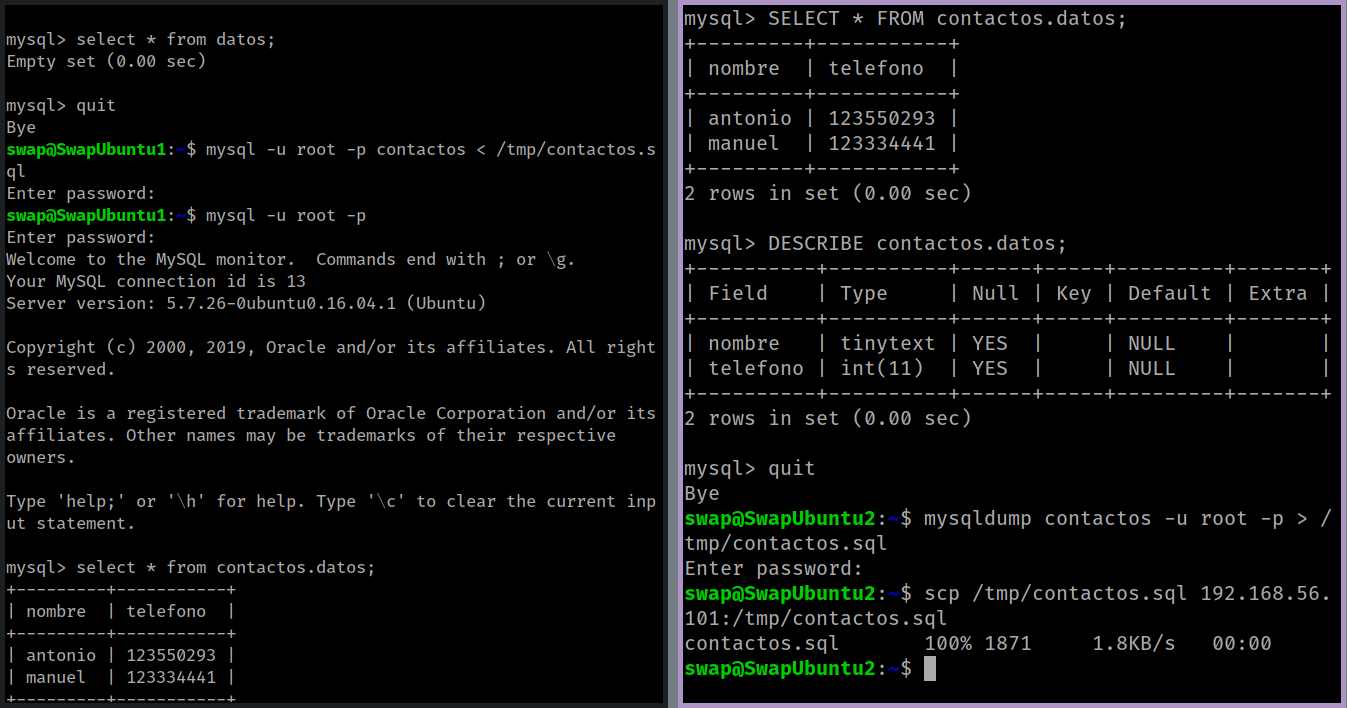 mysql> select * from datos;
Empty set (0.00 sec)

mysql> quit
Bye
swap@SwapUbuntu1:~$ mysql -u root -p contactos < /tmp/contactos.s
ql
Enter password:
swap@SwapUbuntu1:~$ mysql -u root -p
Enter password:
Welcome to the MySQL monitor.  Commands end with ; or \g.
Your MySQL connection id is 13
Server version: 5.7.26-0ubuntu0.16.04.1 (Ubuntu)

Copyright (c) 2000, 2019, Oracle and/or its affiliates. All right
s reserved.

Oracle is a registered trademark of Oracle Corporation and/or its
affiliates. Other names may be trademarks of their respective
owners.

Type 'help;' or '\h' for help. Type '\c' to clear the current inp
ut statement.

mysql> select * from contactos.datos;
+---------+-----------+
| nombre  | telefono  |
+---------+-----------+
| antonio | 123550293 |
| manuel  | 123334441 |
+---------+-----------+
mysql> SELECT * FROM contactos.datos;
+---------+-----------+
| nombre  | telefono  |
+---------+-----------+
| antonio | 123550293 |
| manuel  | 123334441 |
+---------+-----------+
2 rows in set (0.00 sec)

mysql> DESCRIBE contactos.datos;
+----------+----------+------+-----+---------+-------+
| Field    | Type     | Null | Key | Default | Extra |
+----------+----------+------+-----+---------+-------+
| nombre   | tinytext | YES  |     | NULL    |       |
| telefono | int(11)  | YES  |     | NULL    |       |
+----------+----------+------+-----+---------+-------+
2 rows in set (0.00 sec)

mysql> quit
Bye
swap@SwapUbuntu2:~$ mysqldump contactos -u root -p > /
tmp/contactos.sql
Enter password:
swap@SwapUbuntu2:~$ scp /tmp/contactos.sql 192.168.56.
101:/tmp/contactos.sql
contactos.sql       100% 1871     1.8KB/s   00:00
swap@SwapUbuntu2:~$